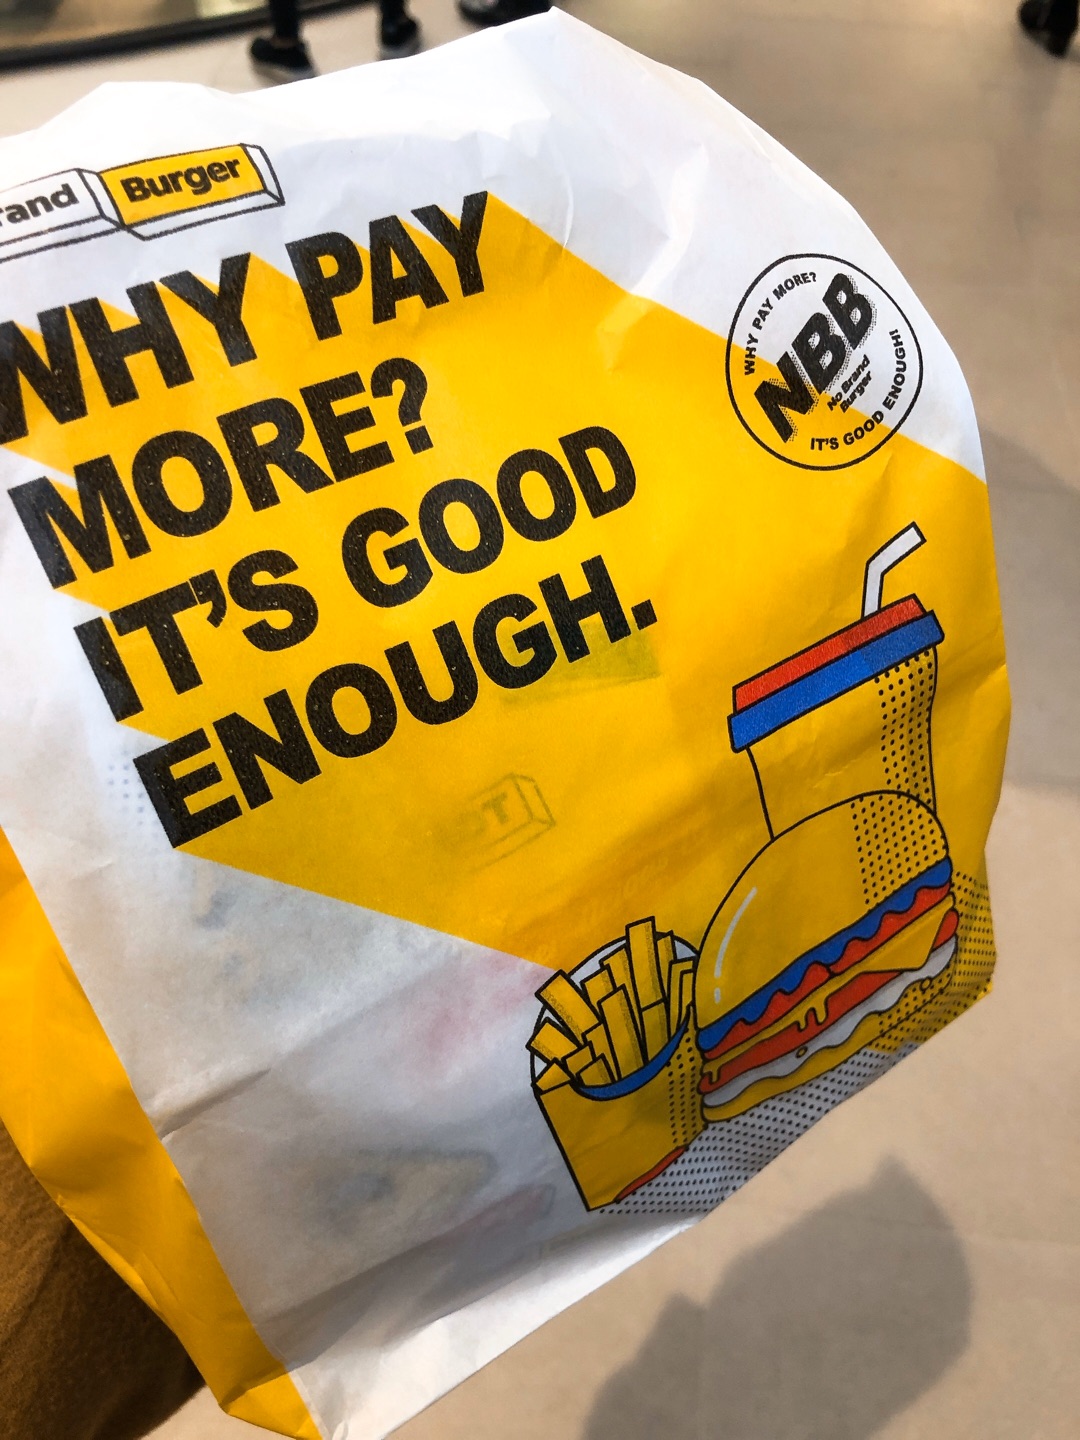 rand Burger
WHY PAY
MORE?
IT'S GOOD
ENOUGH.
WHY PAY MORE?
NBB
No Brand
Burger
IT'S GOOD ENOUGH!